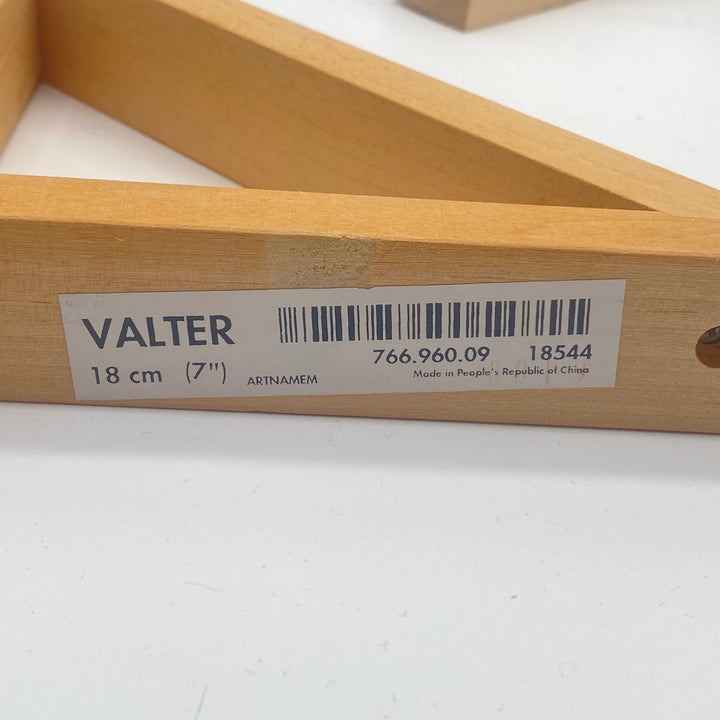 VALTER
18 cm (7") ARTNAMEM
766.960.09 18544
Made in People's Republic of China